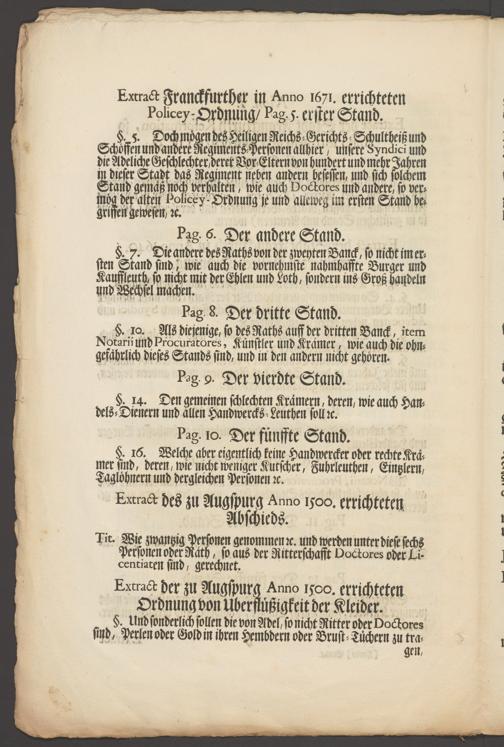 Extract Franckfurther in Anno 1671. errichteten
Policey-Ordnung/ Pag. 5. erster Stand.
§. 5. Doch mögen des Heiligen Reichs-Gerichts-Schultheiß und
Schöffen und andere Regiments-Personen allhier, unsere Syndici und
die Adeliche Geschlechter, derer Vor-Eltern von hundert und mehr Jahren
in dieser Stadt das Regiment neben andern besessen, und sich solchem
Stand gemäß noch verhalten, wie auch Doctores und andere, so ver-
mög der alten Policey-Ordnung je und alleweg im ersten Stand be-
griffen gewesen, ꝛc.
Pag. 6. Der andere Stand.
§. 7. Die andere des Raths von der zweyten Banck, so nicht im er-
sten Stand sind, wie auch die vornehmste nahmhaffte Burger und
Kauffleuth, so nicht mit der Ehlen und Loth, sondern ins Groß handeln
und Wechsel machen.
Pag. 8. Der dritte Stand.
§. 10. Als diejenige, so des Raths auff der dritten Banck, item
Notarii und Procuratores, Künstler und Krämer, wie auch die ohn-
gefährlich dieses Stands sind, und in den andern nicht gehören.
Pag. 9. Der vierdte Stand.
§. 14. Den gemeinen schlechten Krämern, deren, wie auch Han-
dels-Dienern und allen Handwercks-Leuthen soll ꝛc.
Pag. 10. Der fünffte Stand.
§. 16. Welche aber eigentlich keine Handwercker oder rechte Krä-
mer sind, deren, wie nicht weniger Kutscher, Fuhrleuthen, Eintzlern,
Taglöhnern und dergleichen Personen ꝛc.
Extract des zu Augspurg Anno 1500. errichteten
Abschieds.
Tit. Wie zwantzig Personen genommen ꝛc. und werden unter diese sechs
Personen oder Räth, so aus der Ritterschafft Doctores oder Li-
centiaten sind, gerechnet.
Extract der zu Augspurg Anno 1500. errichteten
Ordnung von Uberflüßigkeit der Kleider.
§. Und sonderlich sollen die von Adel, so nicht Ritter oder Doctores
sind, Perlen oder Gold in ihren Hembdern oder Brust-Tüchern zu tra-
gen,